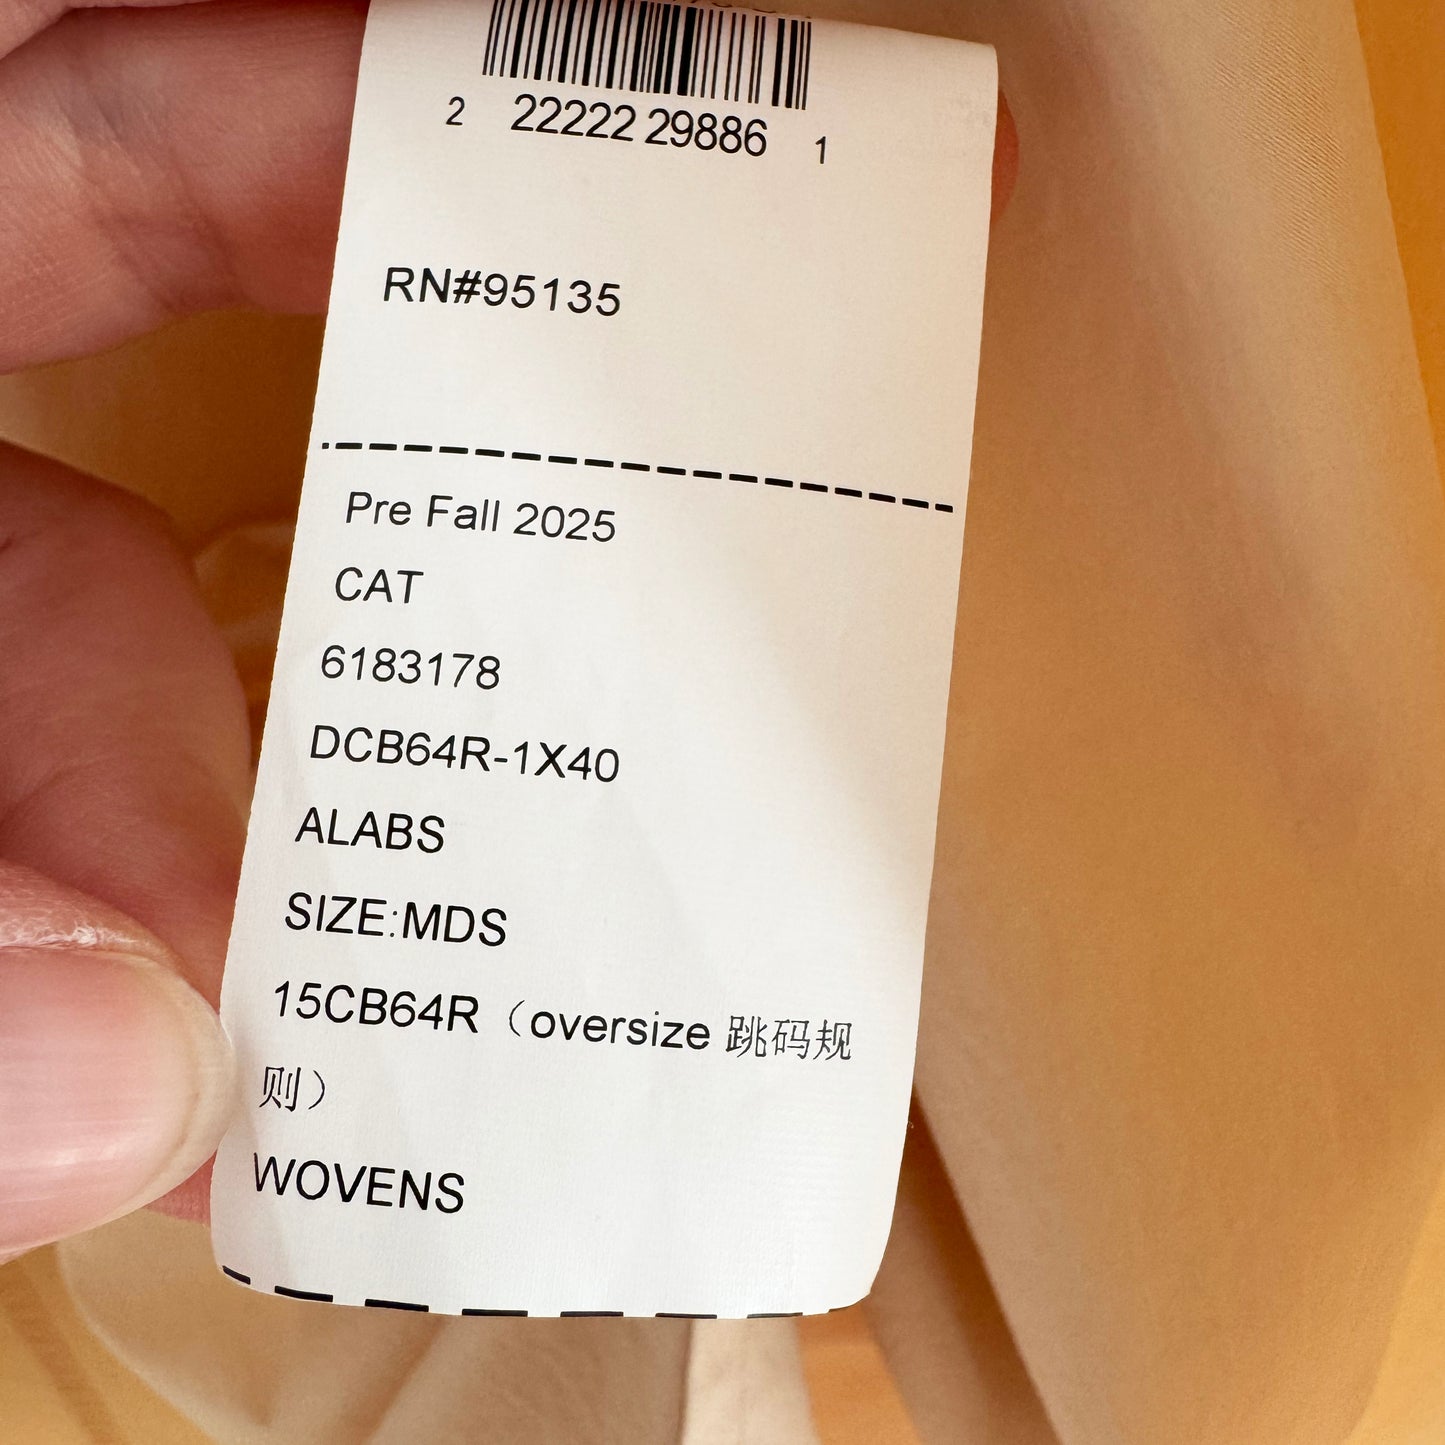 2 22222 29886 1
RN#95135
Pre Fall 2025
CAT
6183178
DCB64R-1X40
ALABS
SIZE:MDS
15CB64R（oversize 跳码规
则）
WOVENS